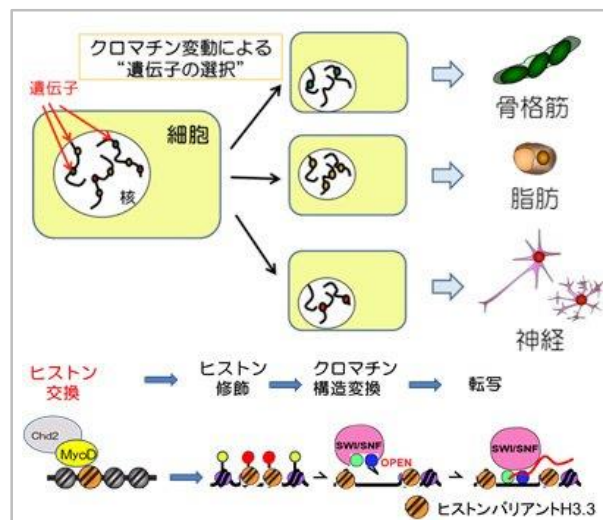 クロマチン変動による
“遺伝子の選択”
遺伝子
細胞
核
骨格筋
脂肪
神経
ヒストン
交換
ヒストン
修飾
クロマチン
構造変換
転写
Chd2
MyoD
SWI/SNF
OPEN
SWI/SNF
ヒストンバリアントH3.3